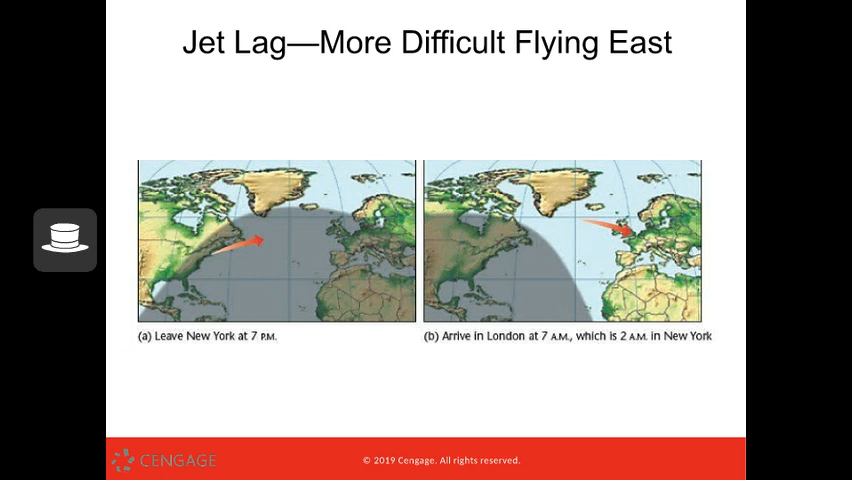 Jet Lag—More Difficult Flying East
(a) Leave New York at 7 P.M.
(b) Arrive in London at 7 A.M., which is 2 A.M. in New York
CENGAGE
© 2019 Cengage. All rights reserved.